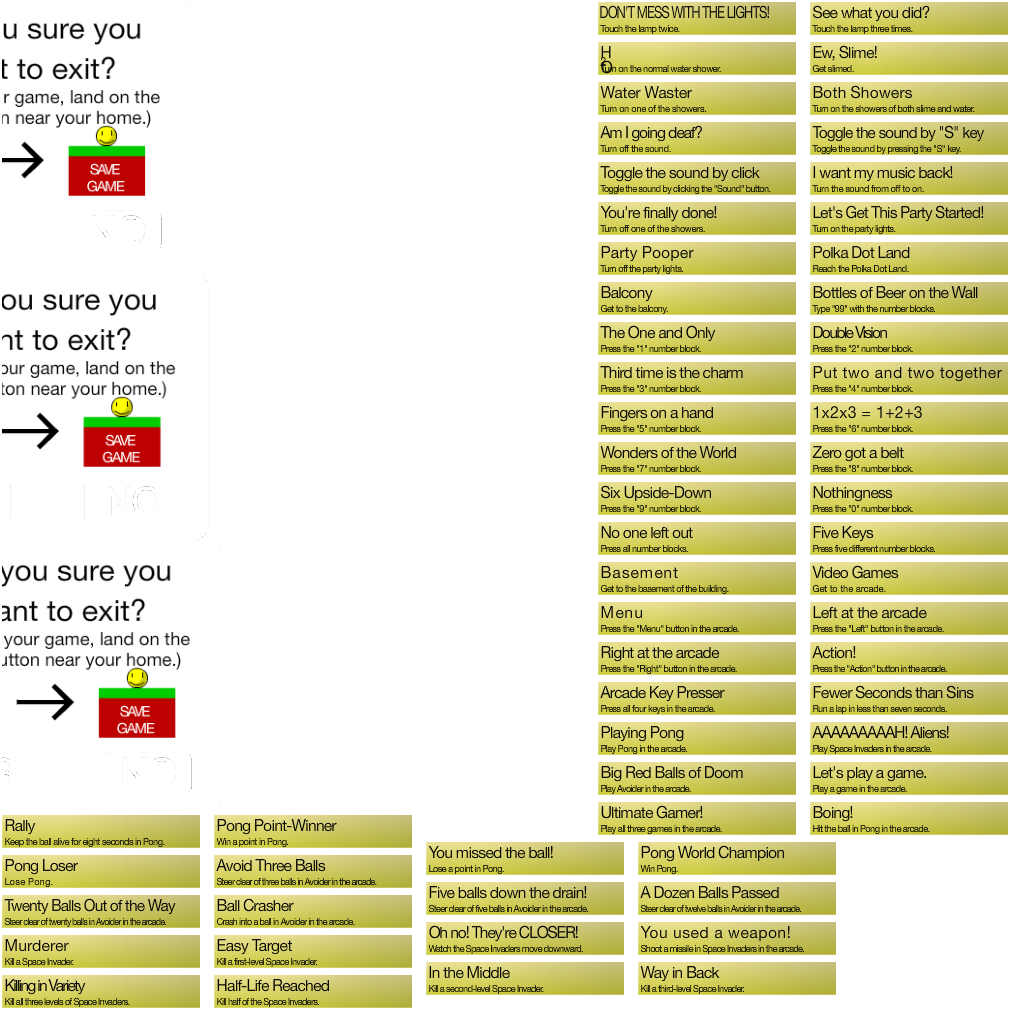 u sure you
t to exit?
r game, land on the
n near your home.)
SAVE
GAME
NO
ou sure you
nt to exit?
our game, land on the
ton near your home.)
SAVE
GAME
NO
you sure you
ant to exit?
your game, land on the
utton near your home.)
SAVE
GAME
NO
DON'T MESS WITH THE LIGHTS!
Touch the lamp twice.
See what you did?
Touch the lamp three times.
H
Turn on the normal water shower.
Ew, Slime!
Get slimed.
Water Waster
Turn on one of the showers.
Both Showers
Turn on the showers of both slime and water.
Am I going deaf?
Turn off the sound.
Toggle the sound by "S" key
Toggle the sound by pressing the "S" key.
Toggle the sound by click
Toggle the sound by clicking the "Sound" button.
I want my music back!
Turn the sound from off to on.
You're finally done!
Turn off one of the showers.
Let's Get This Party Started!
Turn on the party lights.
Party Pooper
Turn off the party lights.
Polka Dot Land
Reach the Polka Dot Land.
Balcony
Get to the balcony.
Bottles of Beer on the Wall
Type "99" with the number blocks.
The One and Only
Press the "1" number block.
Double Vision
Press the "2" number block.
Third time is the charm
Press the "3" number block.
Put two and two together
Press the "4" number block.
Fingers on a hand
Press the "5" number block.
1x2x3 = 1+2+3
Press the "6" number block.
Wonders of the World
Press the "7" number block.
Zero got a belt
Press the "8" number block.
Six Upside-Down
Press the "9" number block.
Nothingness
Press the "0" number block.
No one left out
Press all number blocks.
Five Keys
Press five different number blocks.
Basement
Get to the basement of the building.
Video Games
Get to the arcade.
Menu
Press the "Menu" button in the arcade.
Left at the arcade
Press the "Left" button in the arcade.
Right at the arcade
Press the "Right" button in the arcade.
Action!
Press the "Action" button in the arcade.
Arcade Key Presser
Press all four keys in the arcade.
Fewer Seconds than Sins
Run a lap in less than seven seconds.
Playing Pong
Play Pong in the arcade.
AAAAAAAAAH! Aliens!
Play Space Invaders in the arcade.
Big Red Balls of Doom
Play Avoider in the arcade.
Let's play a game.
Play a game in the arcade.
Ultimate Gamer!
Play all three games in the arcade.
Boing!
Hit the ball in Pong in the arcade.
Rally
Keep the ball alive for eight seconds in Pong.
Pong Point-Winner
Win a point in Pong.
Pong Loser
Lose Pong.
Avoid Three Balls
Steer clear of three balls in Avoider in the arcade.
Twenty Balls Out of the Way
Steer clear of twenty balls in Avoider in the arcade.
Ball Crasher
Crash into a ball in Avoider in the arcade.
Murderer
Kill a Space Invader.
Easy Target
Kill a first-level Space Invader.
Killing in Variety
Kill all three levels of Space Invaders.
Half-Life Reached
Kill half of the Space Invaders.
You missed the ball!
Lose a point in Pong.
Pong World Champion
Win Pong.
Five balls down the drain!
Steer clear of five balls in Avoider in the arcade.
A Dozen Balls Passed
Steer clear of twelve balls in Avoider in the arcade.
Oh no! They're CLOSER!
Watch the Space Invaders move downward.
You used a weapon!
Shoot a missile in Space Invaders in the arcade.
In the Middle
Kill a second-level Space Invader.
Way in Back
Kill a third-level Space Invader.